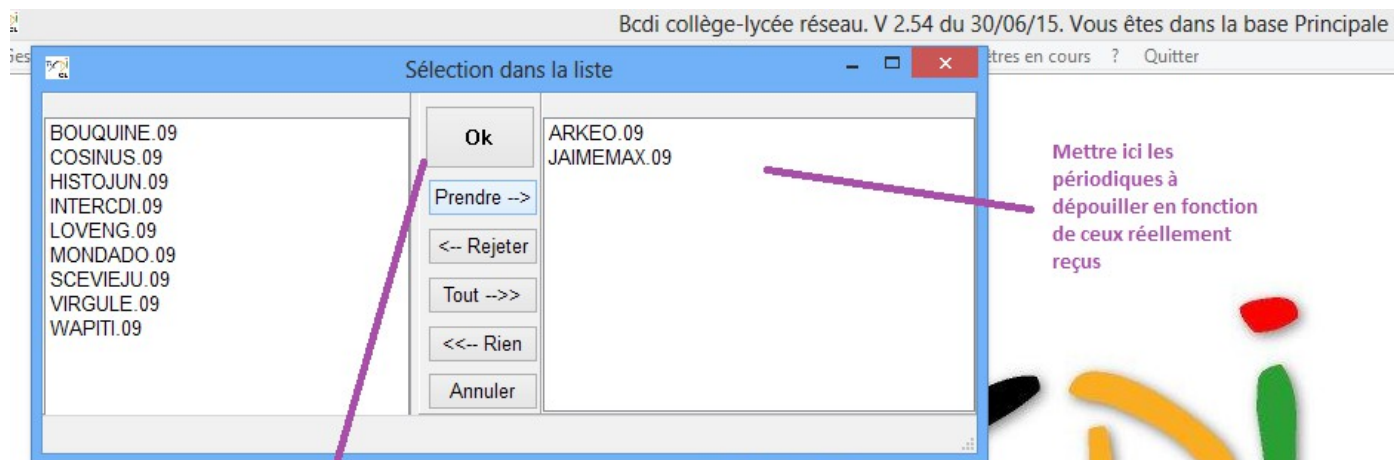 Bcdi collège-lycée réseau. V 2.54 du 30/06/15. Vous êtes dans la base Principale
tres en cours ? Quitter
Sélection dans la liste
BOUQUINE.09
COSINUS.09
HISTOJUN.09
INTERCDI.09
LOVENG.09
MONDADO.09
SCEVIEJU.09
VIRGULE.09
WAPITI.09
Ok
Prendre -->
<-- Rejeter
Tout -->>
<<-- Rien
Annuler
ARKEO.09
JAIMEMAX.09
Mettre ici les
périodiques à
dépouiller en fonction
de ceux réellement
reçus